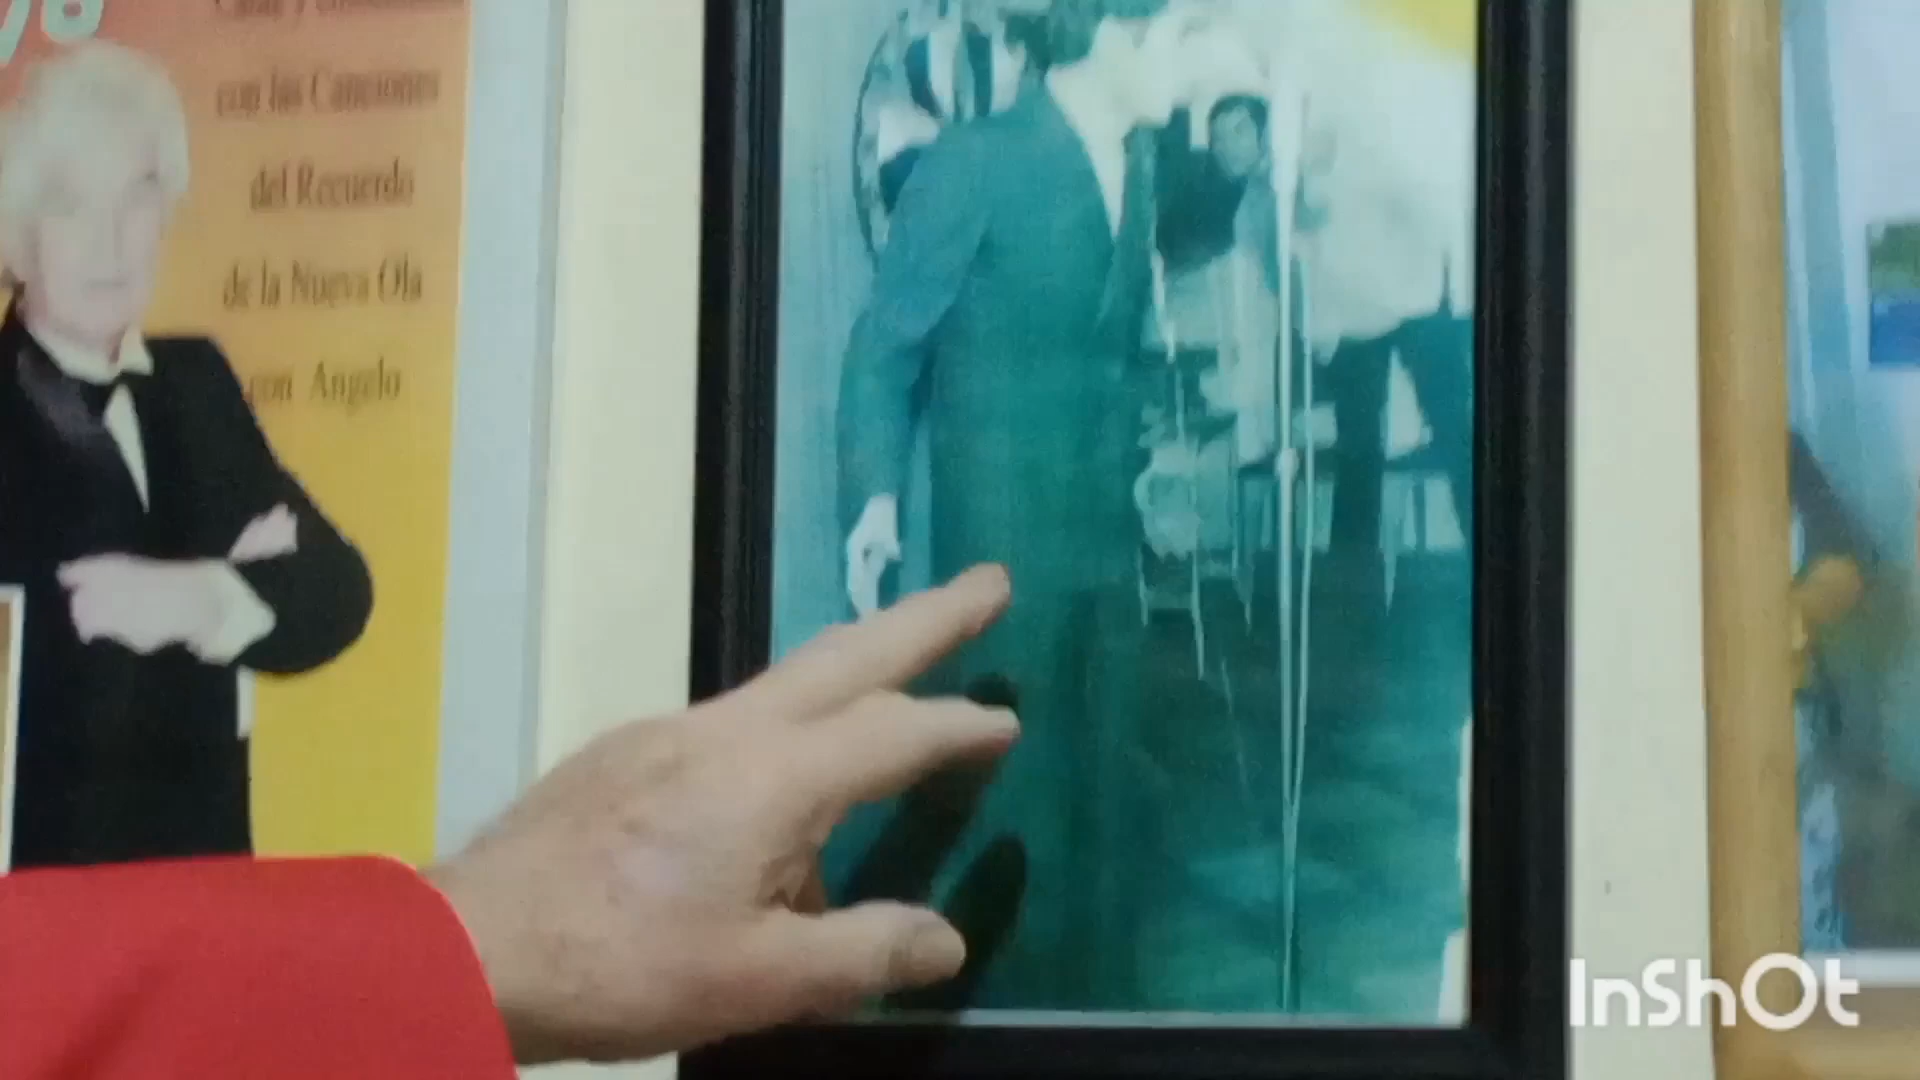 con las Canciones
del Recuerdo
de la Nueva Ola
con Angelo
InShOt